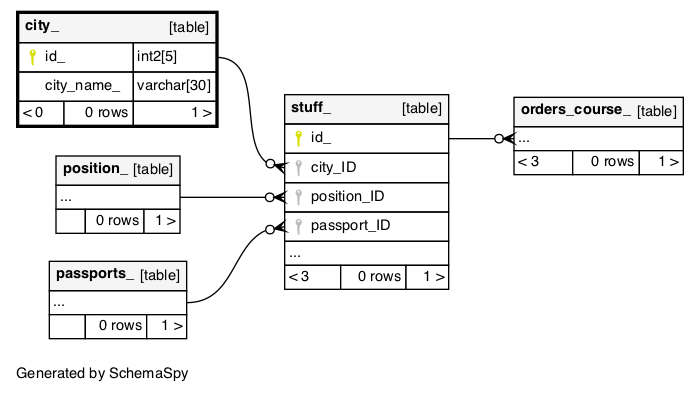 city_ [table]
id_ int2[5]
city_name_ varchar[30]
< 0 0 rows 1 >
position_ [table]
...
0 rows 1 >
passports_ [table]
...
0 rows 1 >
stuff_ [table]
id_
city_ID
position_ID
passport_ID
...
< 3 0 rows 1 >
orders_course_ [table]
...
< 3 0 rows 1 >
Generated by SchemaSpy